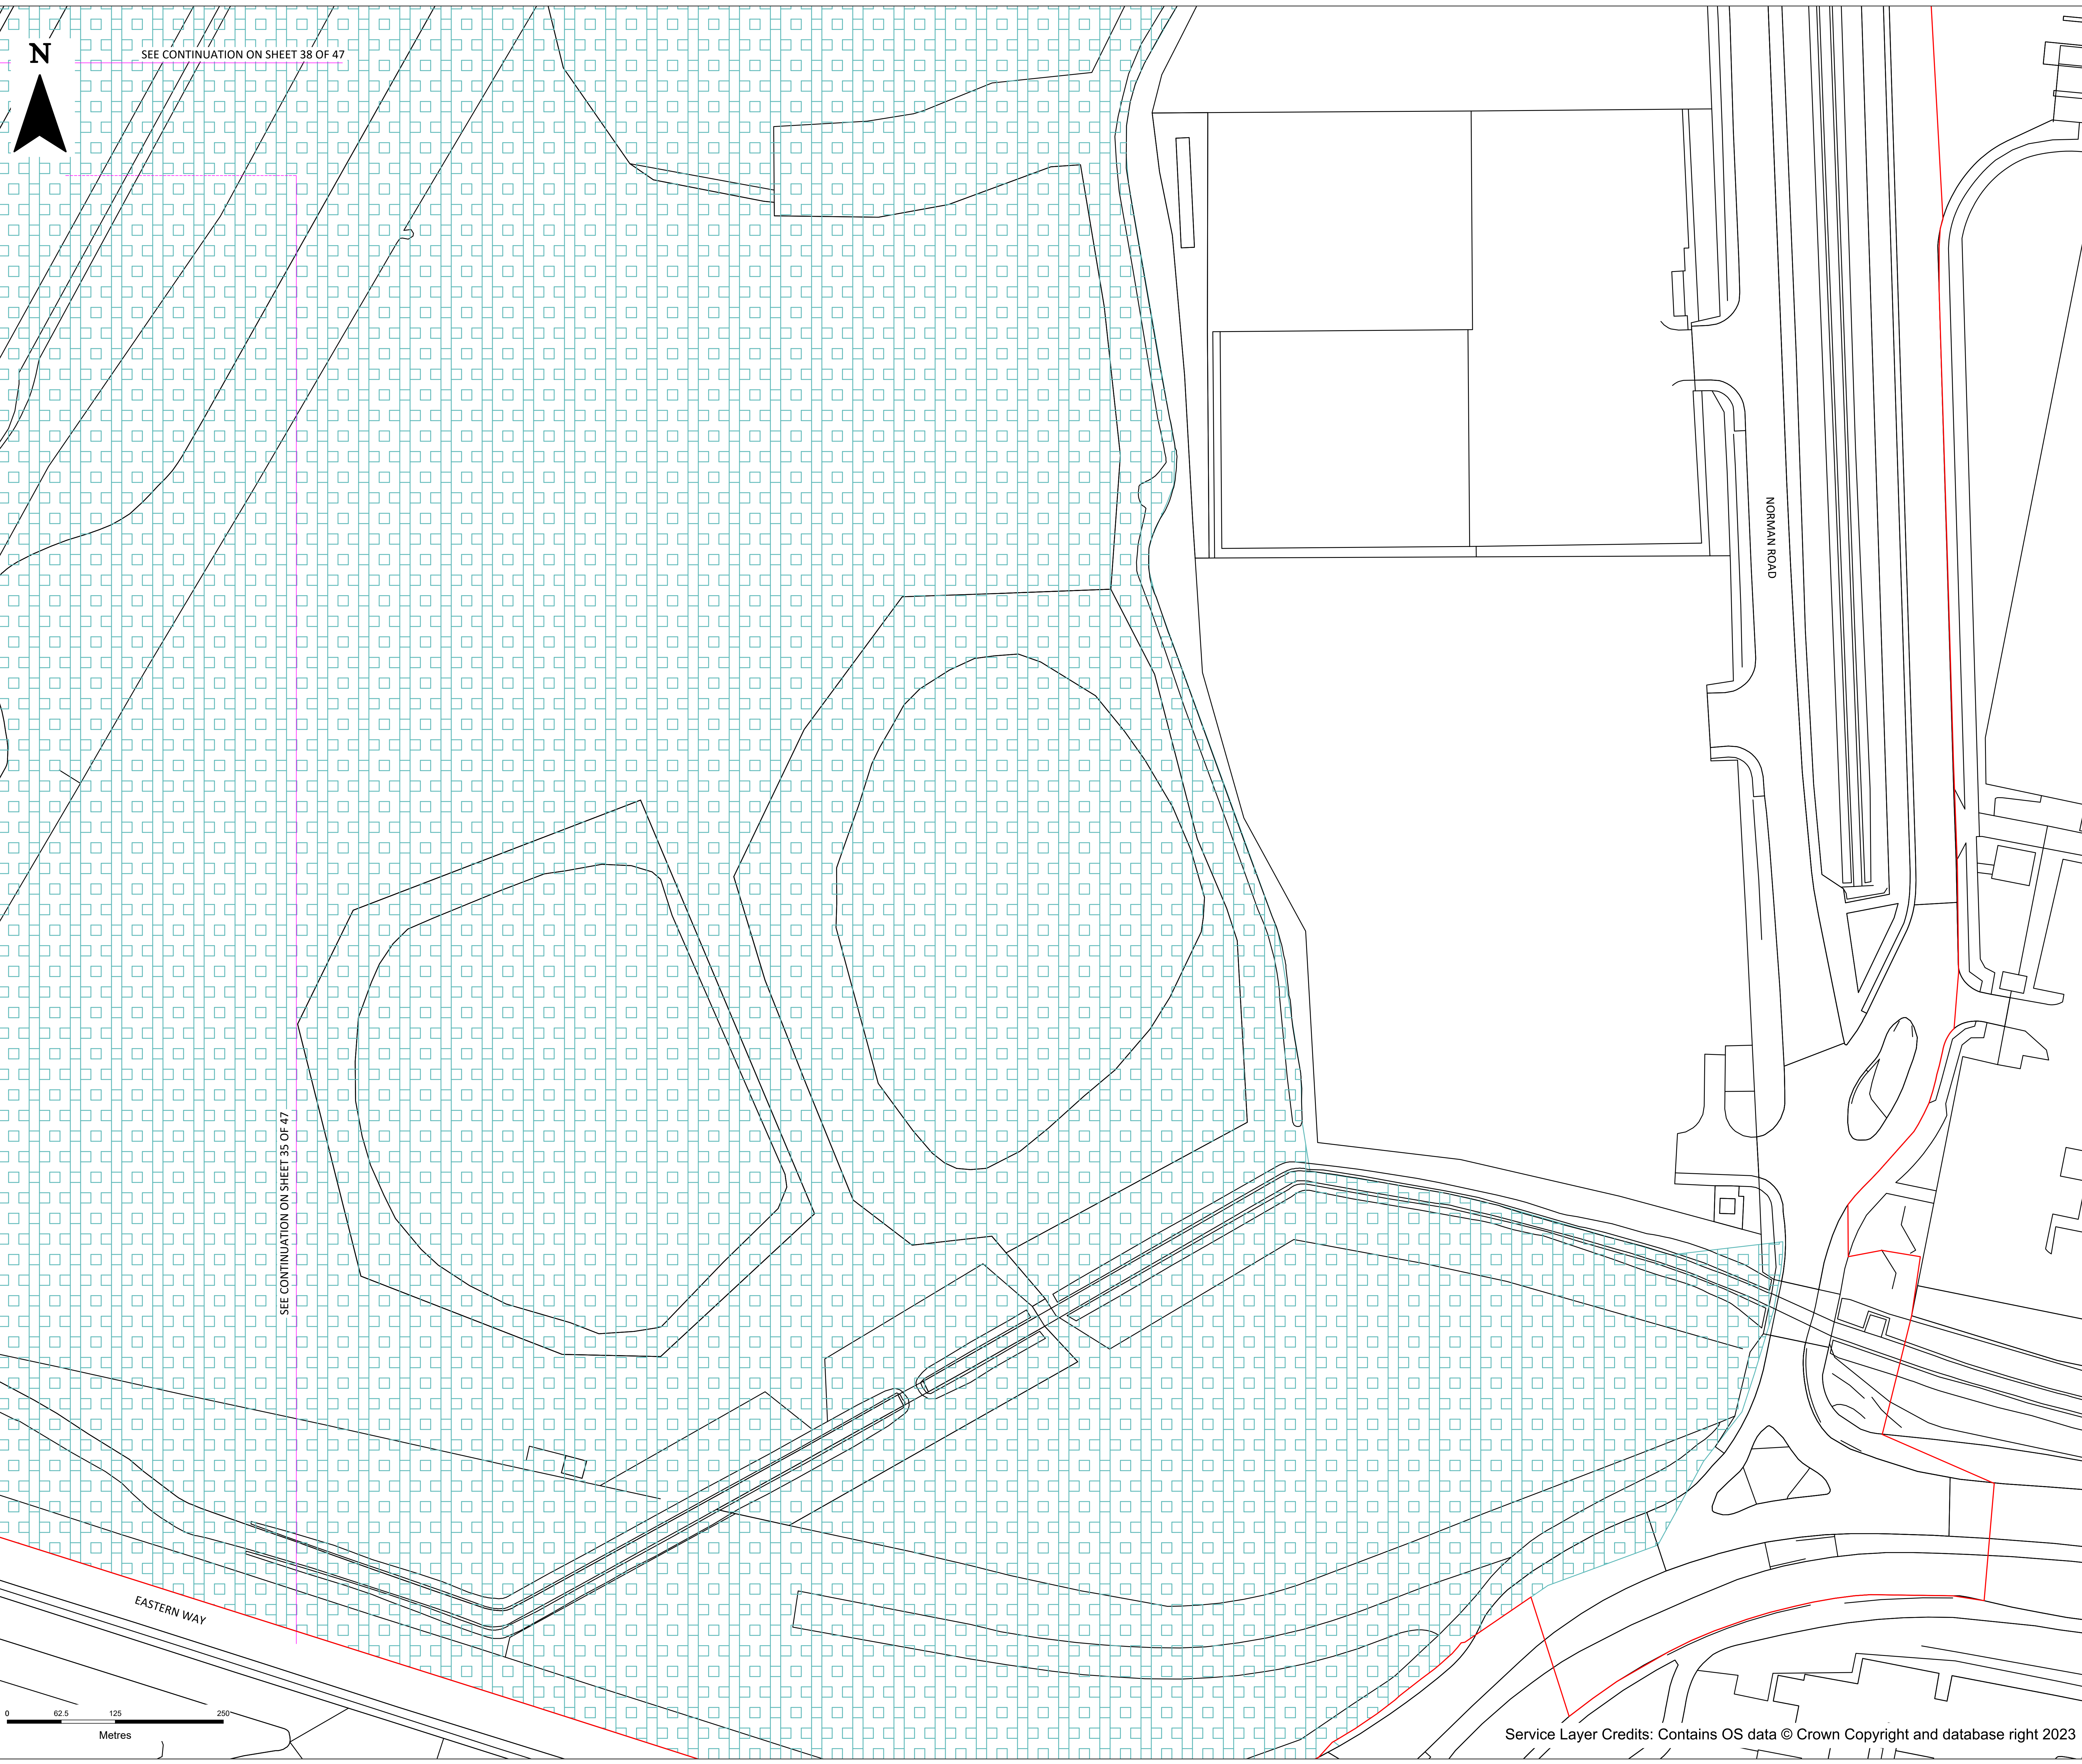 N
SEE CONTINUATION ON SHEET 38 OF 47
NORMAN ROAD
SEE CONTINUATION ON SHEET 35 OF 47
EASTERN WAY
0 62.5 125 250
Metres
Service Layer Credits: Contains OS data © Crown Copyright and database right 2023